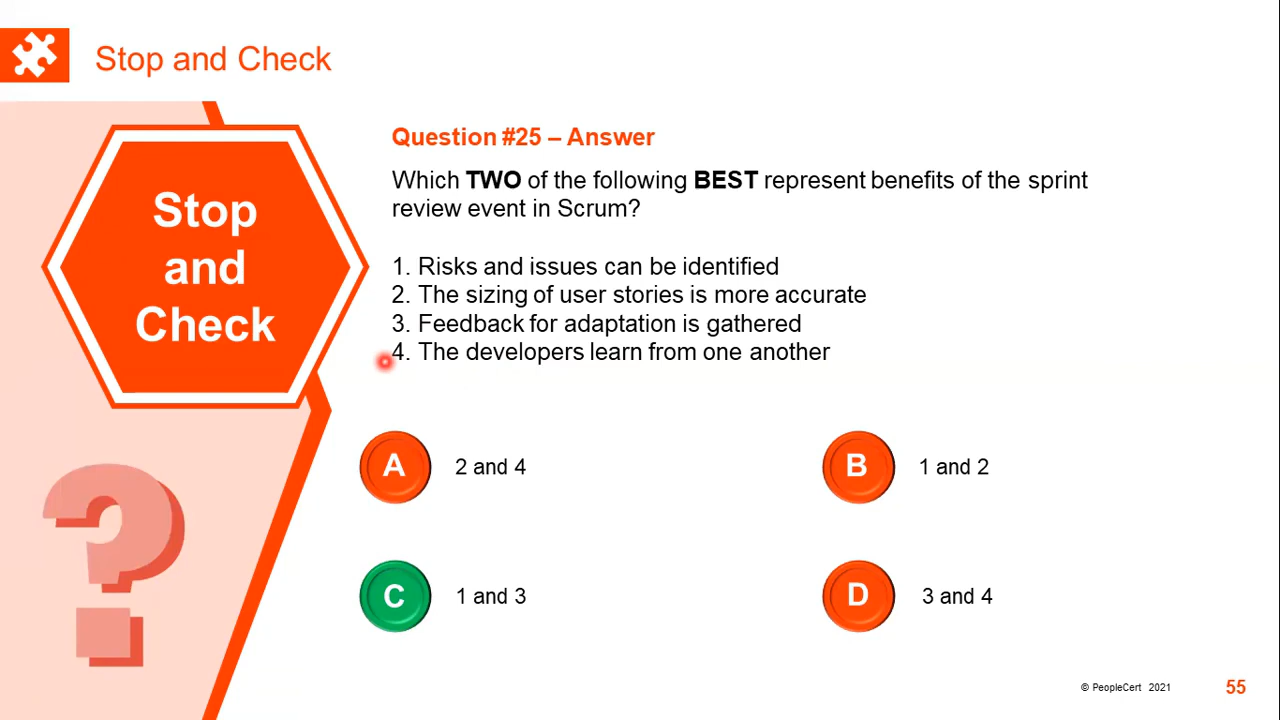 Stop and Check
Stop
and
Check
Question #25 – Answer
Which TWO of the following BEST represent benefits of the sprint
review event in Scrum?
1. Risks and issues can be identified
2. The sizing of user stories is more accurate
3. Feedback for adaptation is gathered
4. The developers learn from one another
A 2 and 4
B 1 and 2
C 1 and 3
D 3 and 4
© PeopleCert 2021
55